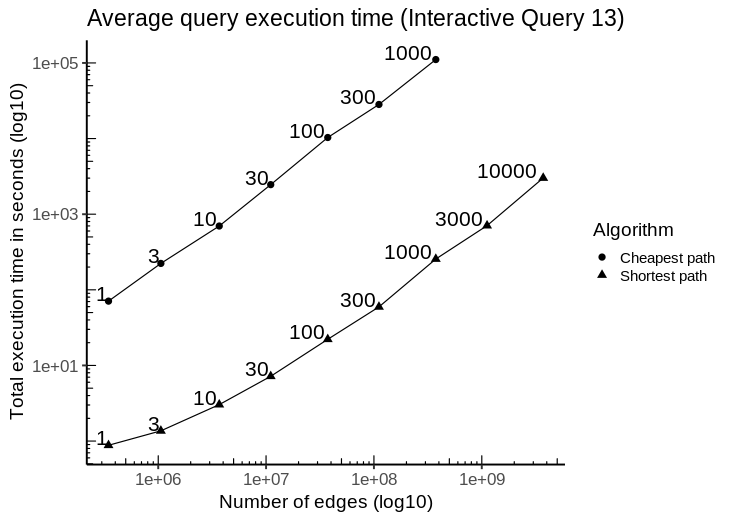 Average query execution time (Interactive Query 13)
Total execution time in seconds (log10)
1e+05
1e+03
1e+01
1
3
10
30
100
300
1000
1
3
10
30
100
300
1000
3000
10000
1e+06
1e+07
1e+08
1e+09
Number of edges (log10)
Algorithm
Cheapest path
Shortest path